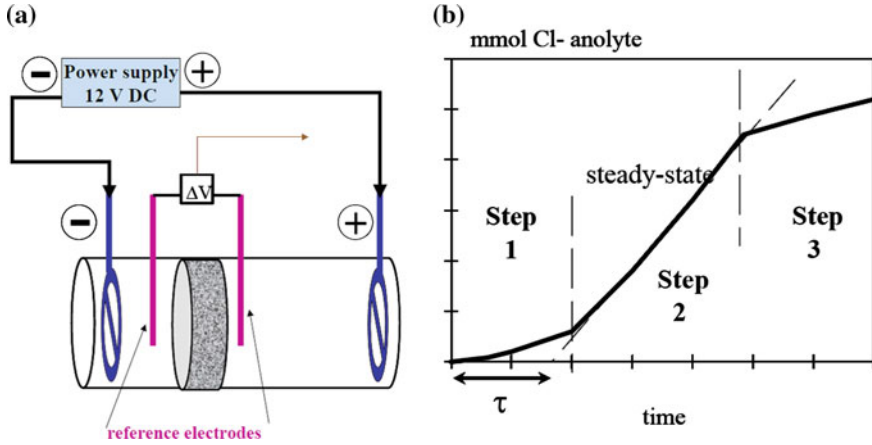 (a)
−
Power supply
12 V DC
+
ΔV
−
+
reference electrodes
(b)
mmol Cl- anolyte
steady-state
Step
1
Step
2
Step
3
τ
time